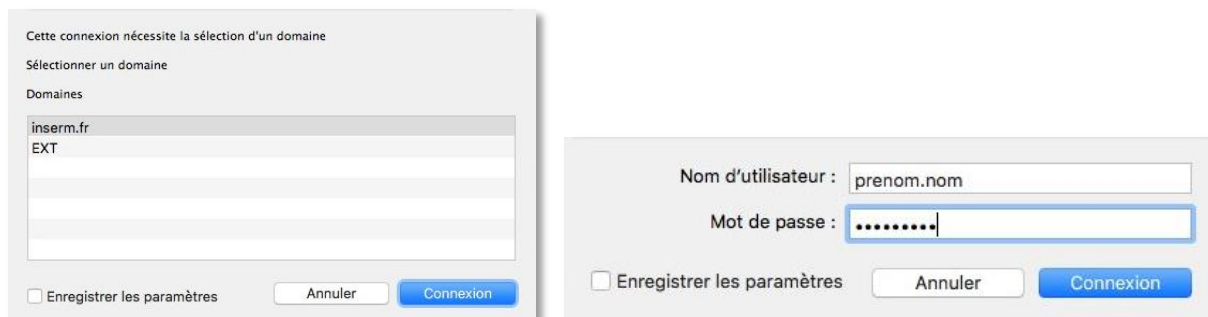 Cette connexion nécessite la sélection d'un domaine
Sélectionner un domaine
Domaines
inserm.fr
EXT
Enregistrer les paramètres
Annuler
Connexion
Nom d'utilisateur :
prenom.nom
Mot de passe :
•••••••••
Enregistrer les paramètres
Annuler
Connexion